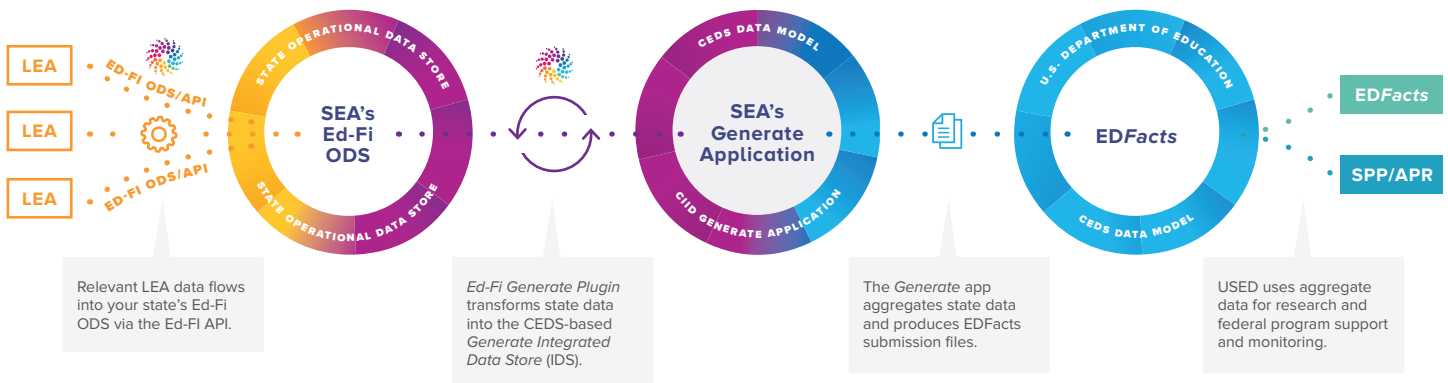 LEA
LEA
LEA
ED-FI ODS/API
ED-FI ODS/API
STATE OPERATIONAL DATA STORE
SEA's
Ed-Fi
ODS
STATE OPERATIONAL DATA STORE
CEDS DATA MODEL
SEA's
Generate
Application
CIID GENERATE APPLICATION
U.S. DEPARTMENT OF EDUCATION
EDFacts
CEDS DATA MODEL
EDFacts
SPP/APR
Relevant LEA data flows
into your state's Ed-Fi
ODS via the Ed-FI API.
Ed-Fi Generate Plugin
transforms state data
into the CEDS-based
Generate Integrated
Data Store (IDS).
The Generate app
aggregates state data
and produces EDFacts
submission files.
USED uses aggregate
data for research and
federal program support
and monitoring.